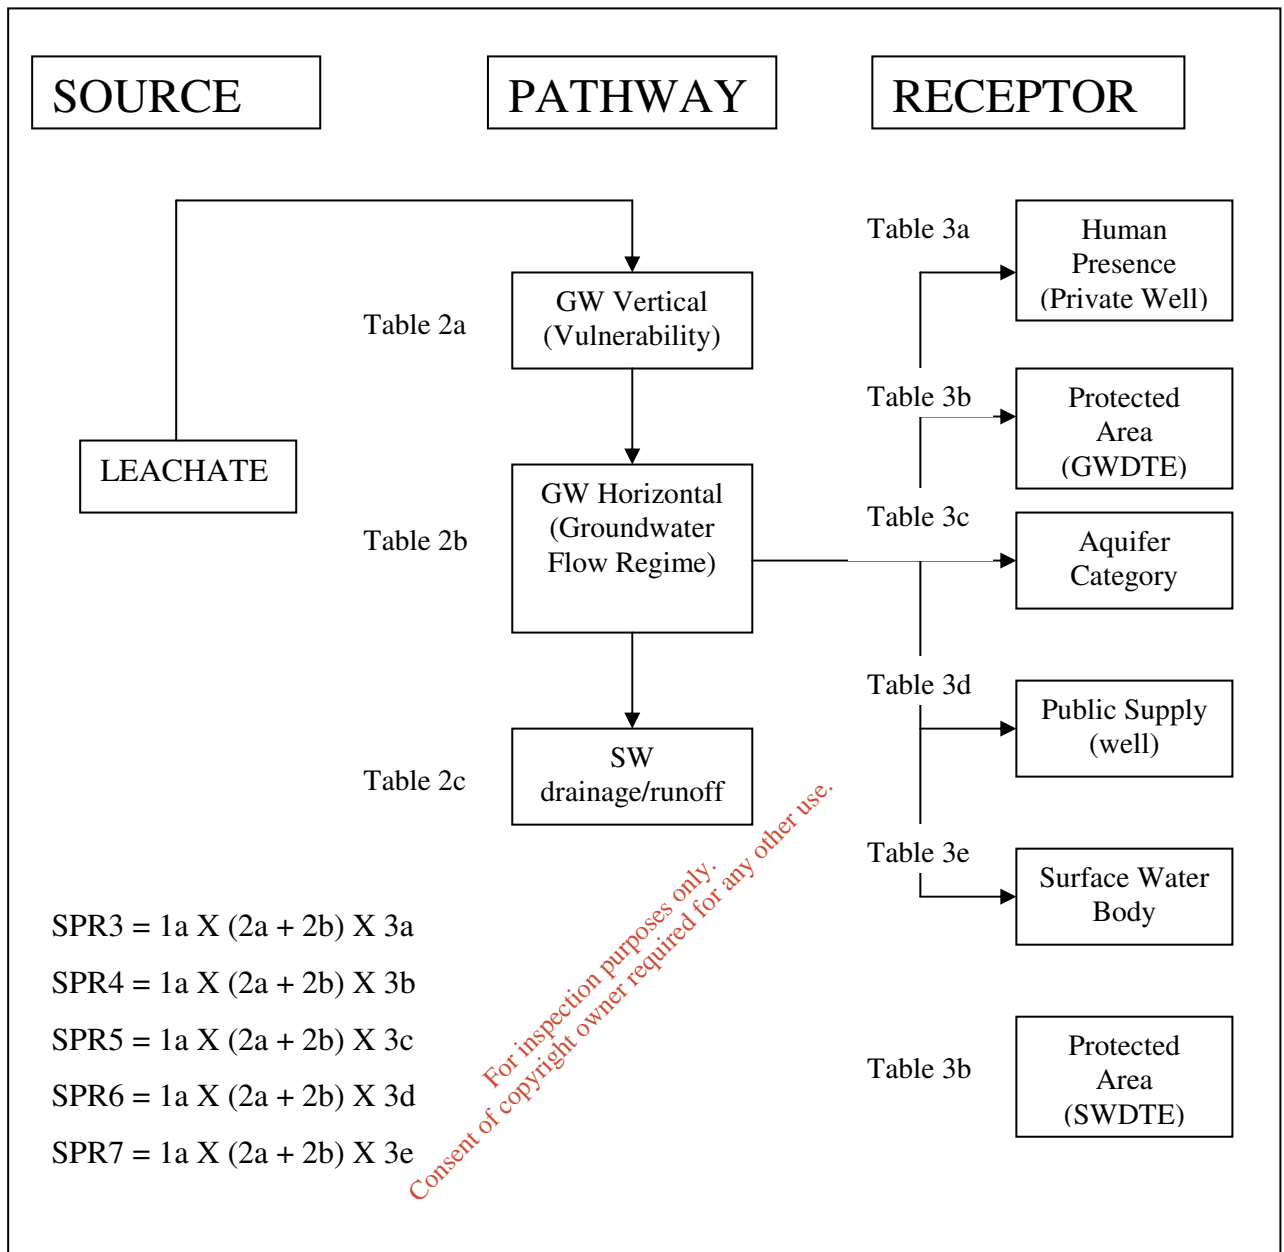 SOURCE
PATHWAY
RECEPTOR
LEACHATE
Table 2a
GW Vertical
(Vulnerability)
Table 2b
GW Horizontal
(Groundwater
Flow Regime)
Table 2c
SW
drainage/runoff
Table 3a
Human
Presence
(Private Well)
Table 3b
Protected
Area
(GWDTE)
Table 3c
Aquifer
Category
Table 3d
Public Supply
(well)
Table 3e
Surface Water
Body
Table 3b
Protected
Area
(SWDTE)
SPR3 = 1a X (2a + 2b) X 3a
SPR4 = 1a X (2a + 2b) X 3b
SPR5 = 1a X (2a + 2b) X 3c
SPR6 = 1a X (2a + 2b) X 3d
SPR7 = 1a X (2a + 2b) X 3e
For inspection purposes only.
Consent of copyright owner required for any other use.